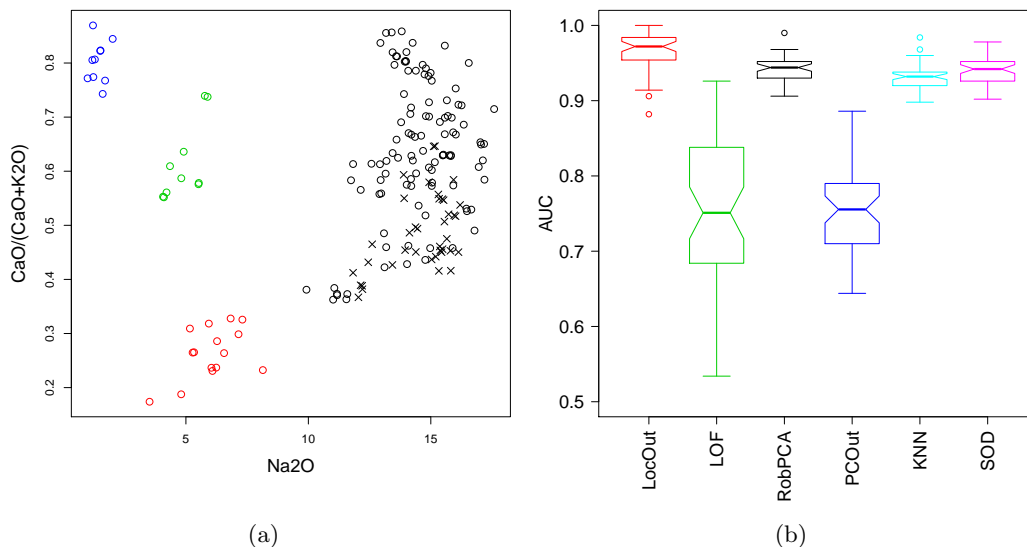 CaO/(CaO+K2O)
0.8
0.7
0.6
0.5
0.4
0.3
0.2
5
10
15
Na2O
(a)
AUC
1.0
0.9
0.8
0.7
0.6
0.5
LocOut
LOF
RobPCA
PCOut
KNN
SOD
(b)